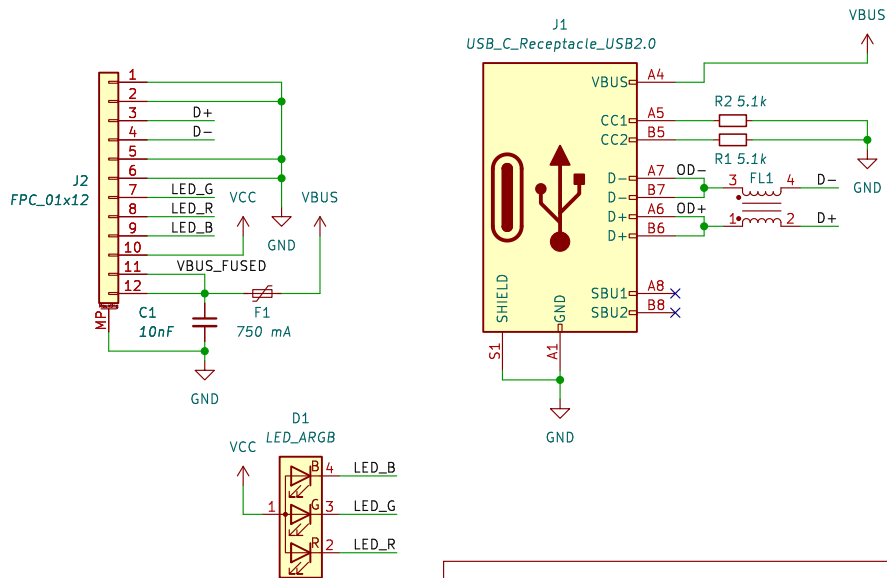 J2
FPC_01x12
1
2
3
D+
4
D-
5
6
7
LED_G
8
LED_R
9
LED_B
10
11
VBUS_FUSED
12
MP
VCC
GND
VBUS
C1
10nF
F1
750 mA
GND
J1
USB_C_Receptacle_USB2.0
VBUS
VBUS
A4
CC1
A5
CC2
B5
R2 5.1k
R1 5.1k
GND
D-
A7
OD-
D-
B7
D+
A6
OD+
D+
B6
FL1
3
4
D-
1
2
D+
SBU1
A8
SBU2
B8
SHIELD
GND
S1
A1
GND
D1
LED_ARGB
VCC
1
B
4
LED_B
G
3
LED_G
R
2
LED_R